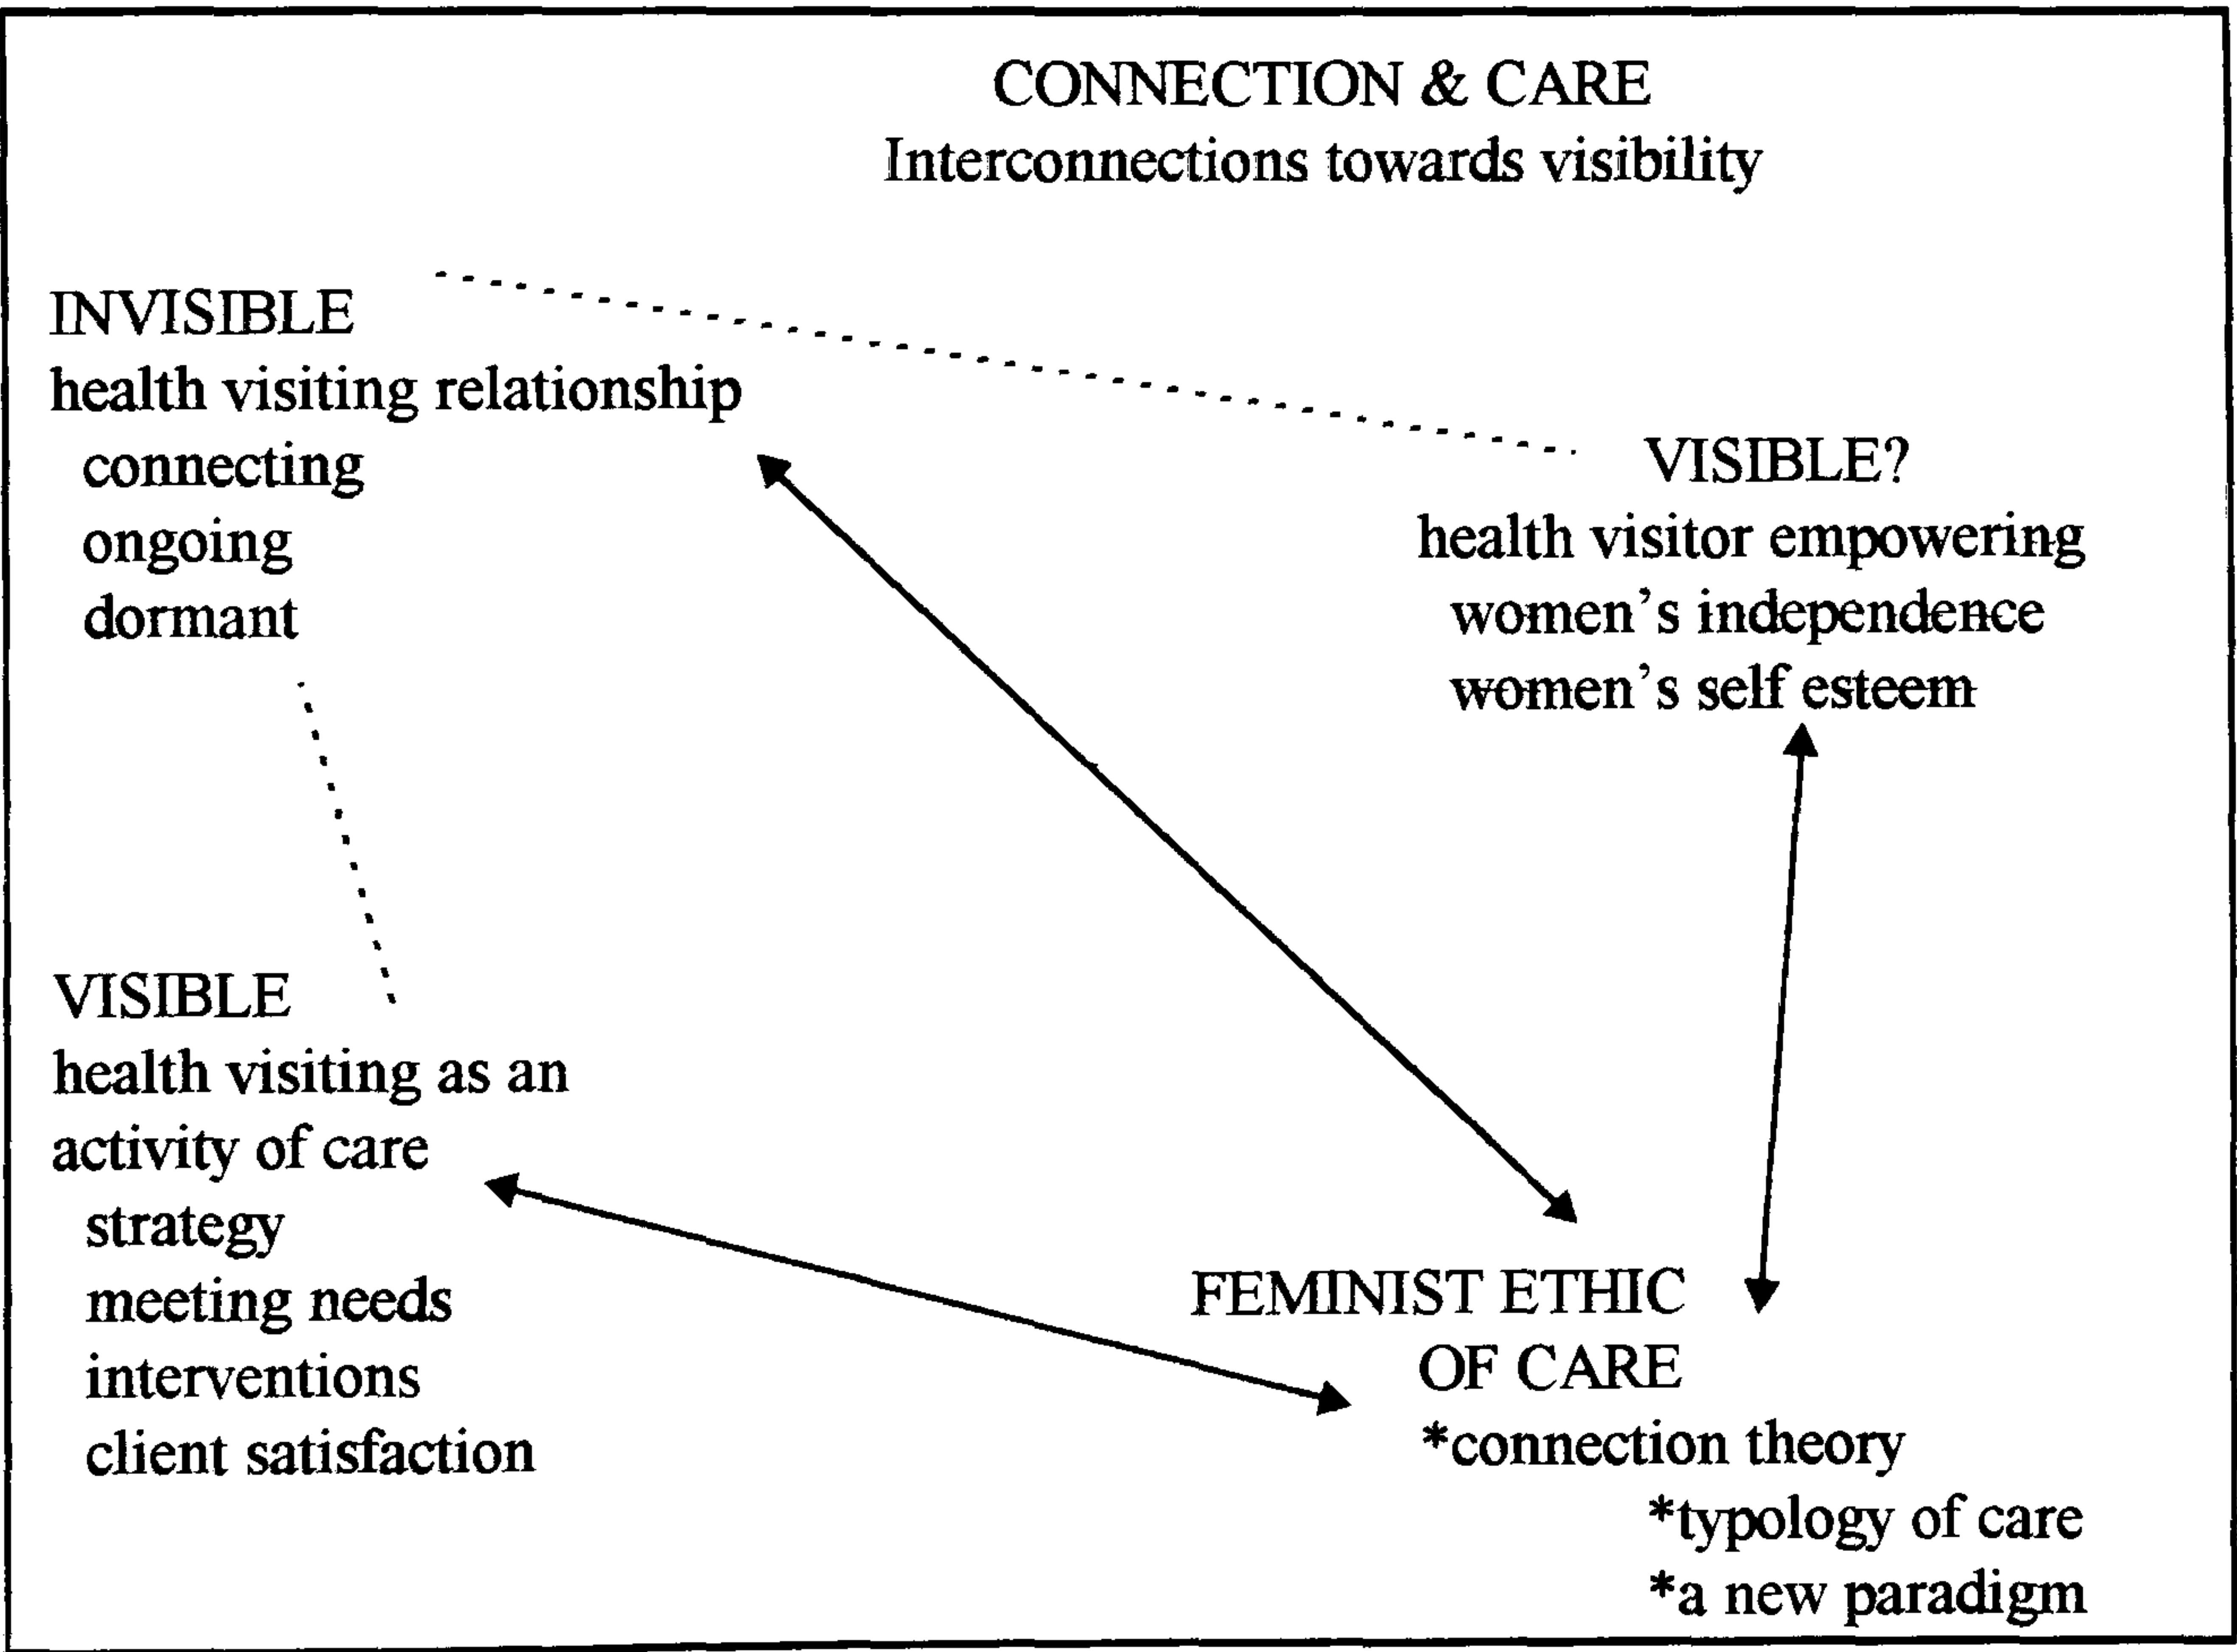 CONNECTION & CARE
Interconnections towards visibility
INVISIBLE
health visiting relationship
connecting
ongoing
dormant
VISIBLE?
health visitor empowering
women’s independence
women’s self esteem
VISIBLE
health visiting as an
activity of care
strategy
meeting needs
interventions
client satisfaction
FEMINIST ETHIC
OF CARE
*connection theory
*typology of care
*a new paradigm